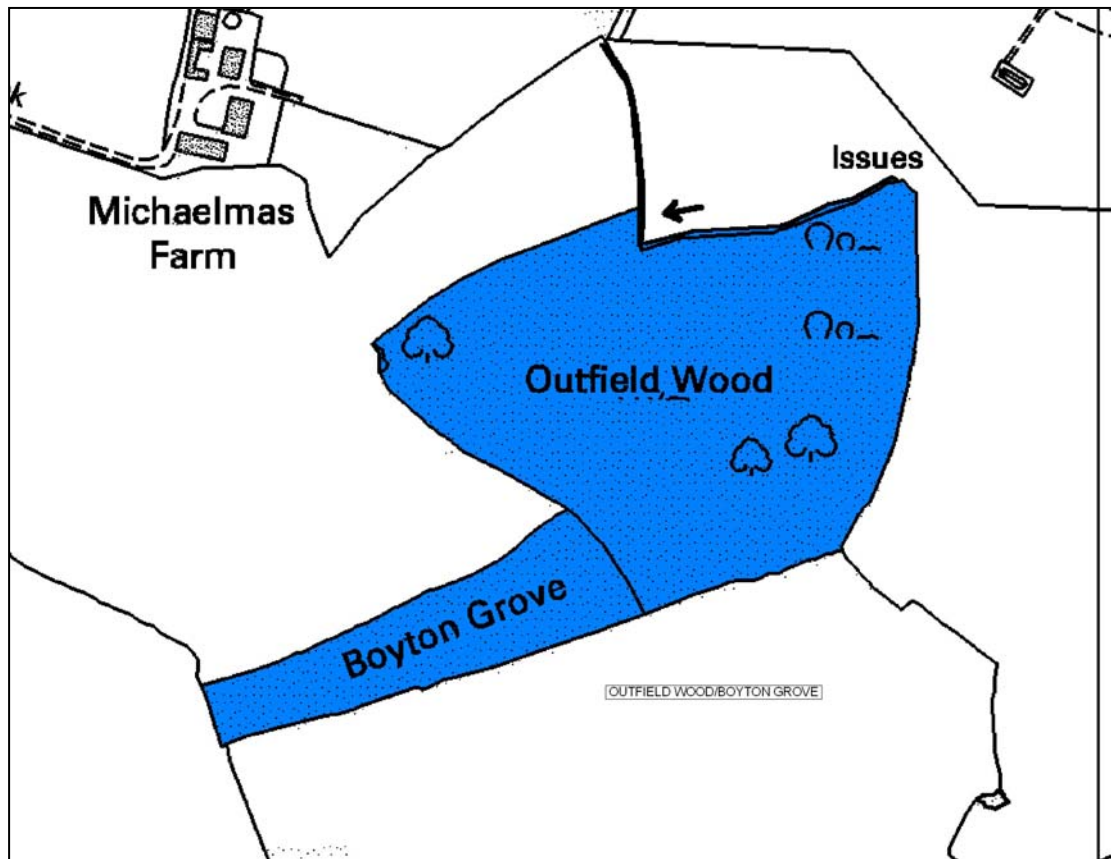 k
Issues
Michaelmas
Farm
Outfield Wood
Boyton Grove
OUTFIELD WOOD/BOYTON GROVE